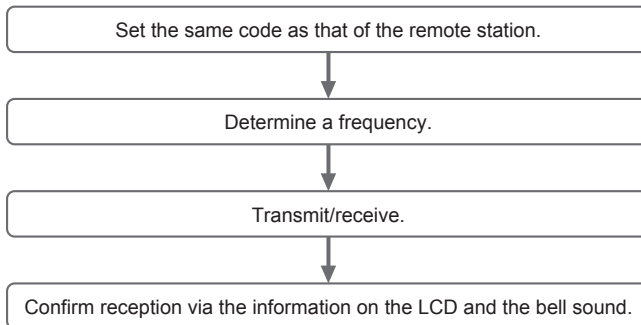 Set the same code as that of the remote station.
Determine a frequency.
Transmit/receive.
Confirm reception via the information on the LCD and the bell sound.